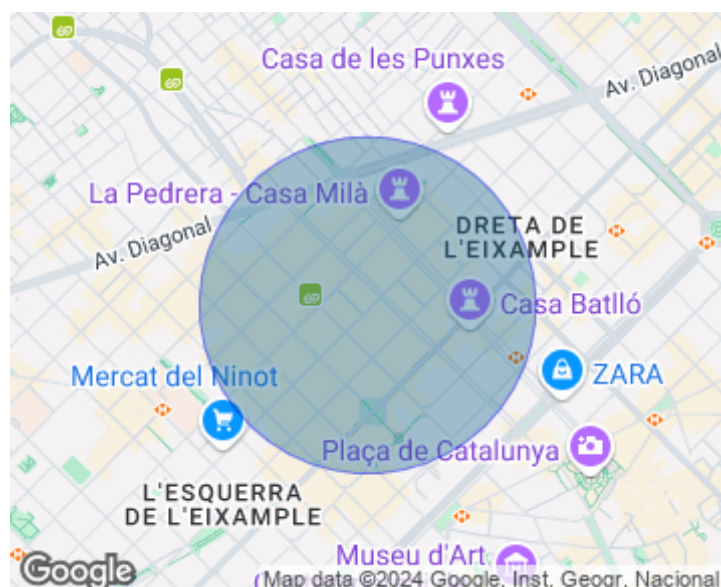 Casa de les Punxes
Av. Diagonal
La Pedrera - Casa Milà
DRETA DE
L'EIXAMPLE
Av. Diagonal
Casa Batlló
Mercat del Ninot
ZARA
Plaça de Catalunya
L'ESQUERRA
DE L'EIXAMPLE
Museu d'Art
Google
Map data ©2024 Google, Inst. Geogr. Nacional